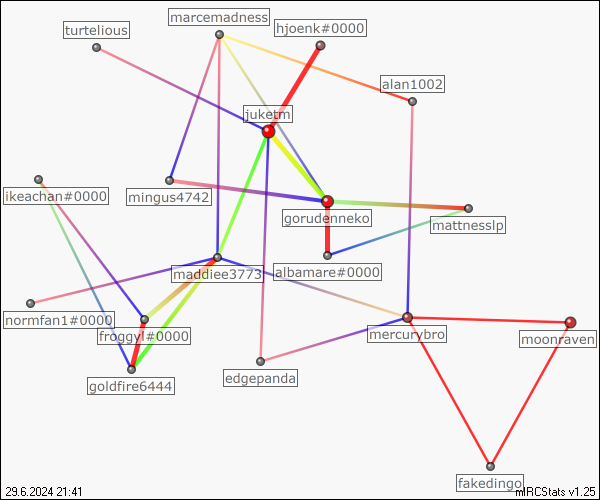 marcemadness
turtelious
hjoenk#0000
alan1002
juketm
ikeachan#0000
mingus4742
gorudenneko
mattnesslp
maddiee3773
albamare#0000
normfan1#0000
froggyl#0000
mercurybro
moonraven
goldfire6444
edgepanda
fakedingo
29.6.2024 21:41
mIRCStats v1.25